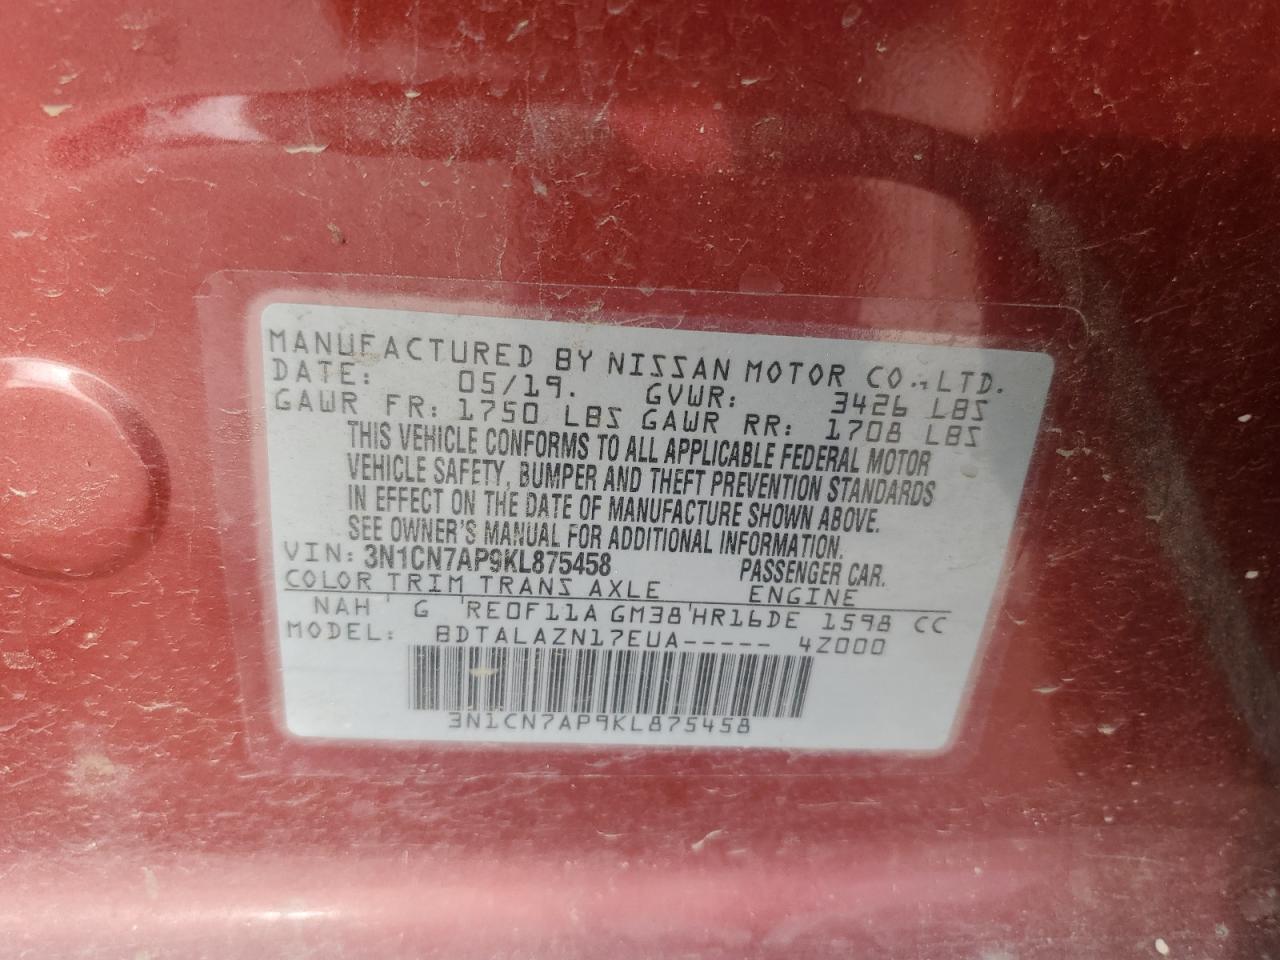 MANUFACTURED BY NISSAN MOTOR CO., LTD.
DATE: 05/19. GVWR: 3426 LBS
GAWR FR: 1750 LBS GAWR RR: 1708 LBS
THIS VEHICLE CONFORMS TO ALL APPLICABLE FEDERAL MOTOR
VEHICLE SAFETY, BUMPER AND THEFT PREVENTION STANDARDS
IN EFFECT ON THE DATE OF MANUFACTURE SHOWN ABOVE.
SEE OWNER'S MANUAL FOR ADDITIONAL INFORMATION.
VIN: 3N1CN7AP9KL875458 PASSENGER CAR.
COLOR TRIM TRANS AXLE ENGINE
NAH ' G 'RE0F11A GM38'HR16DE 1598 CC
MODEL: BDTALAZN17EUA----- 4Z000
3N1CN7AP9KL875458